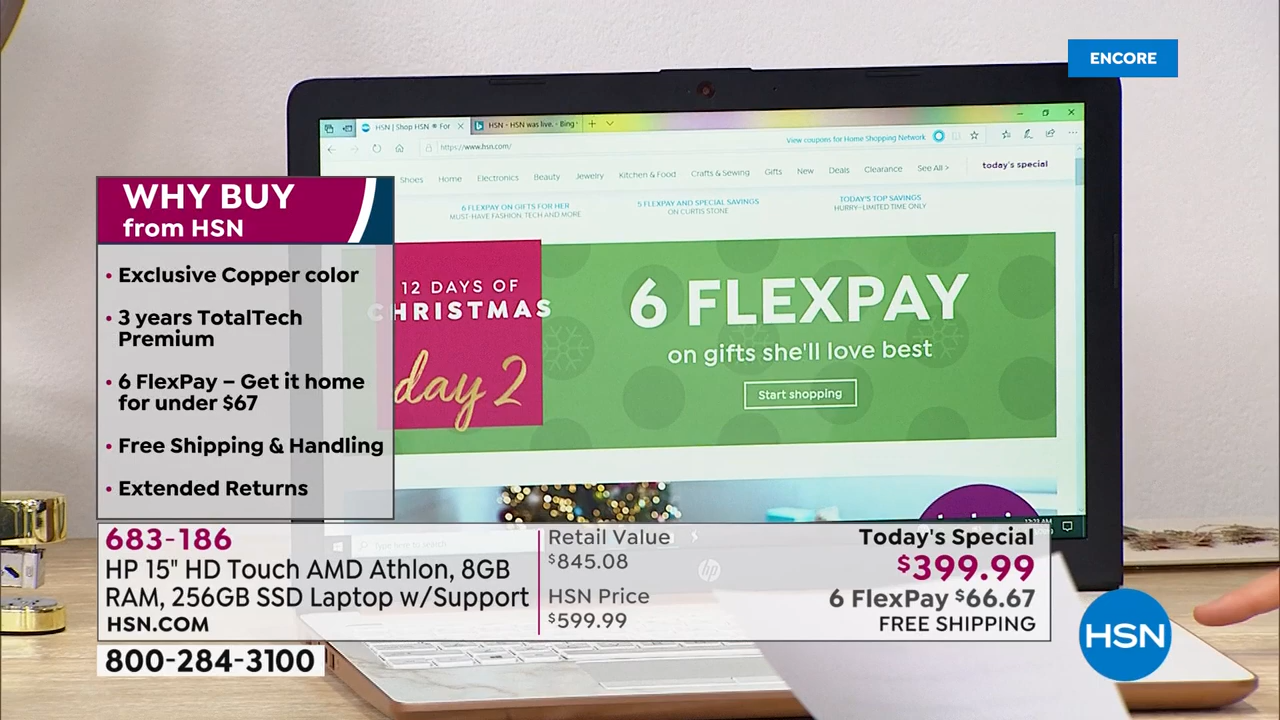 ENCORE
HSN | Shop HSN ® For
HSN - HSN was live. - Bing
https://www.hsn.com/
View coupons for Home Shopping Network
Shoes Home Electronics Beauty Jewelry Kitchen & Food Crafts & Sewing Gifts New Deals Clearance See All > today's special
6 FLEXPAY ON GIFTS FOR HER
MUST-HAVE FASHION, TECH AND MORE
5 FLEXPAY AND SPECIAL SAVINGS
ON CURTIS STONE
TODAY'S TOP SAVINGS
HURRY–LIMITED TIME ONLY
12 DAYS OF
CHRISTMAS
day 2
6 FLEXPAY
on gifts she'll love best
Start shopping
WHY BUY
from HSN
• Exclusive Copper color
• 3 years TotalTech
Premium
• 6 FlexPay – Get it home
for under $67
• Free Shipping & Handling
• Extended Returns
Type here to search
hp
683-186
HP 15" HD Touch AMD Athlon, 8GB
RAM, 256GB SSD Laptop w/Support
HSN.COM
Retail Value
$845.08
HSN Price
$599.99
Today's Special
$399.99
6 FlexPay $66.67
FREE SHIPPING
HSN
800-284-3100